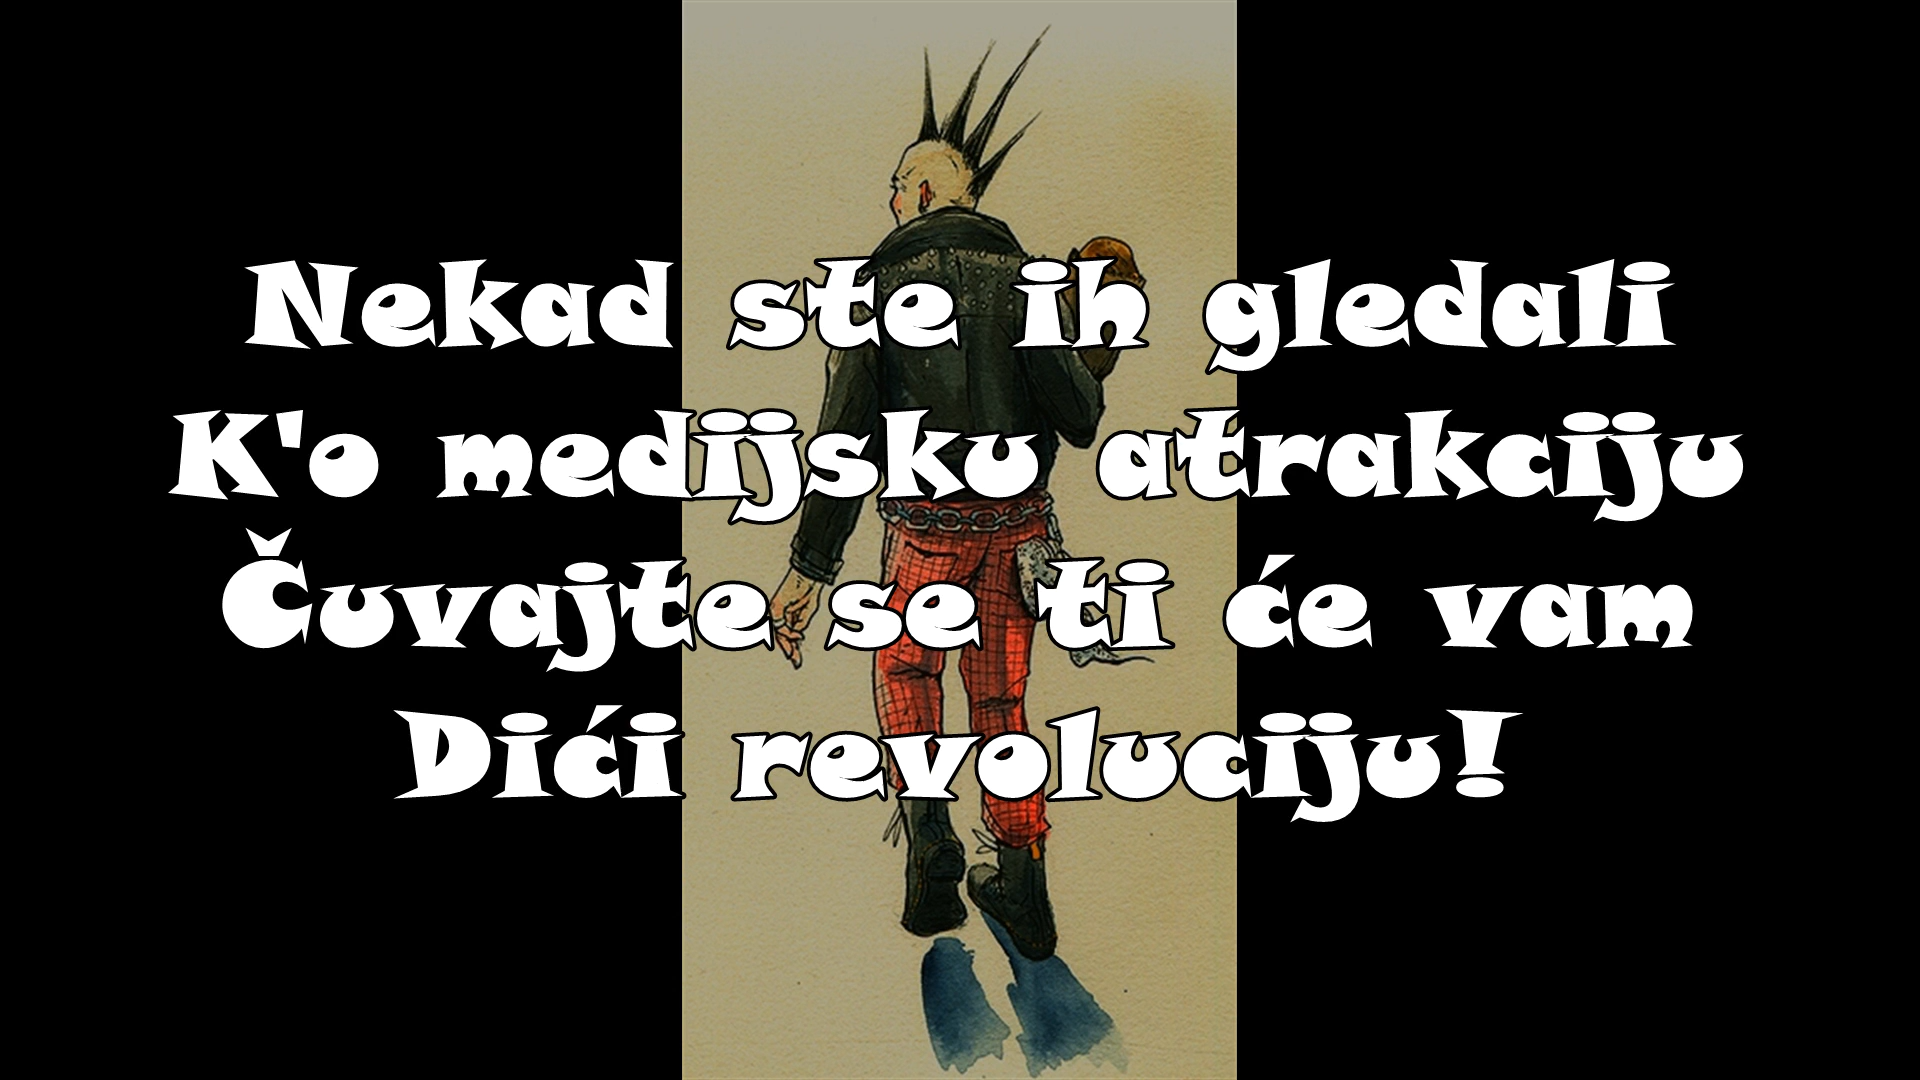 Nekad ste ih gledali
K'o medijsku atrakciju
Čuvajte se ti će vam
Dići revoluciju!